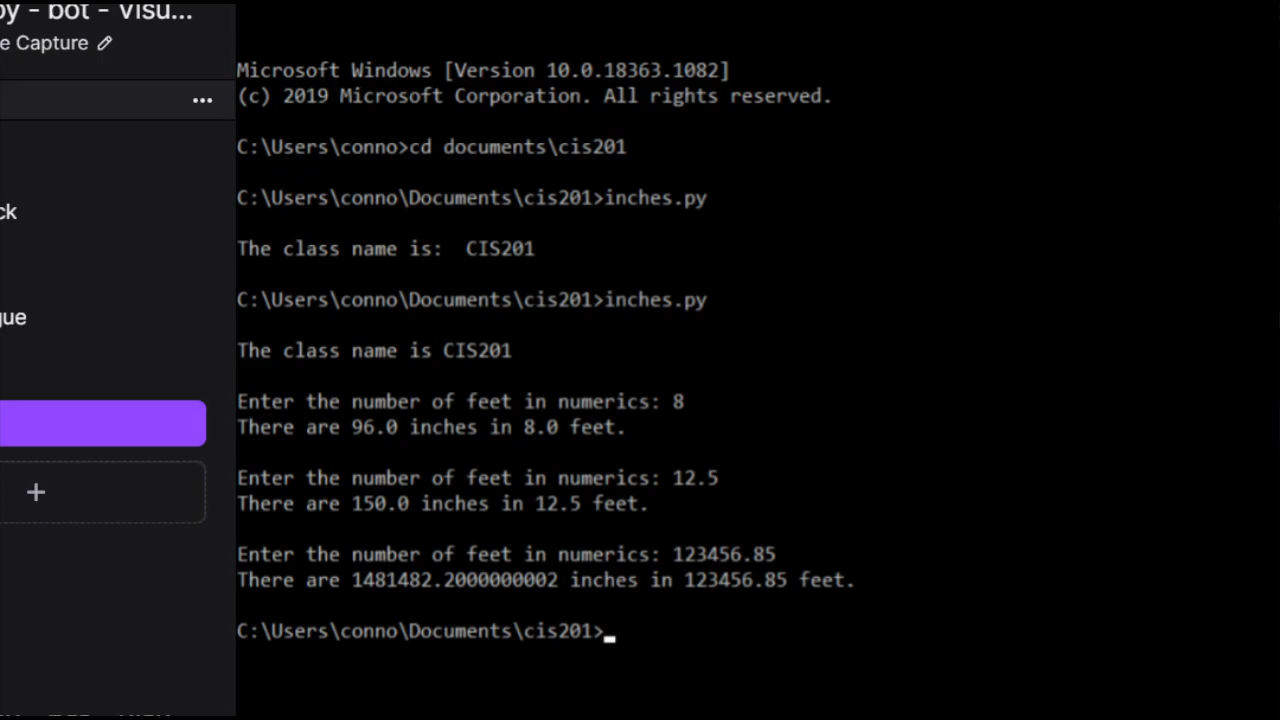 py - bot - Visu...
e Capture
ck
gue
Microsoft Windows [Version 10.0.18363.1082]
(c) 2019 Microsoft Corporation. All rights reserved.
C:\Users\conno>cd documents\cis201
C:\Users\conno\Documents\cis201>inches.py
The class name is:  CIS201
C:\Users\conno\Documents\cis201>inches.py
The class name is CIS201
Enter the number of feet in numerics: 8
There are 96.0 inches in 8.0 feet.
Enter the number of feet in numerics: 12.5
There are 150.0 inches in 12.5 feet.
Enter the number of feet in numerics: 123456.85
There are 1481482.2000000002 inches in 123456.85 feet.
C:\Users\conno\Documents\cis201>